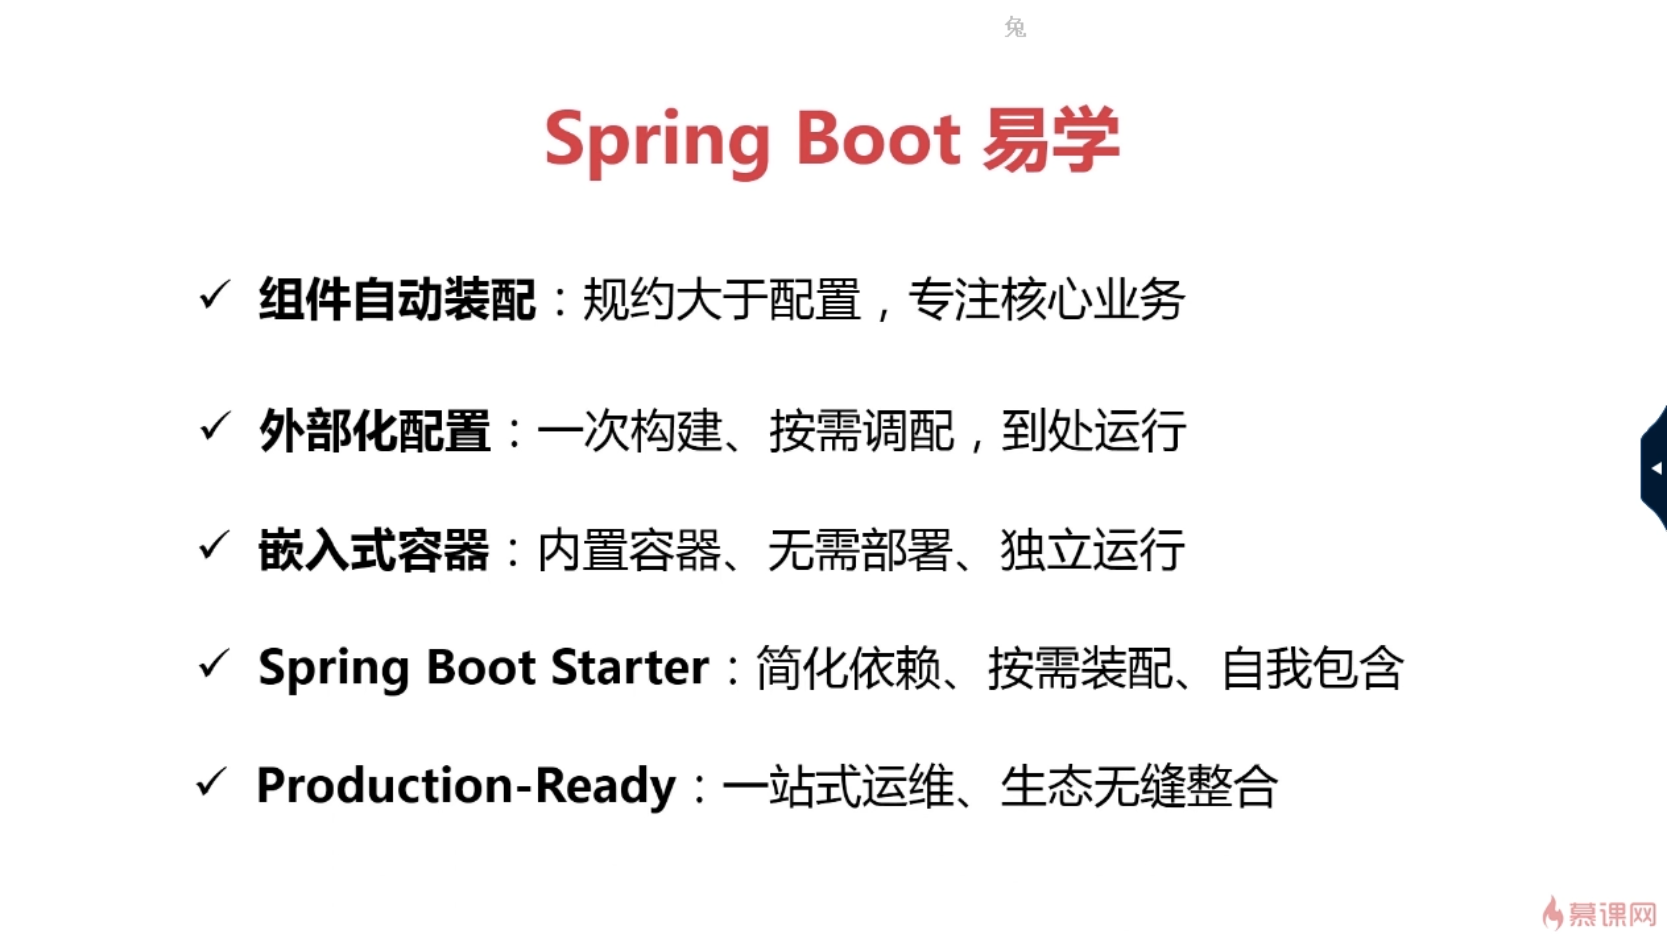 兔
Spring Boot 易学
✓ 组件自动装配：规约大于配置，专注核心业务
✓ 外部化配置：一次构建、按需调配，到处运行
✓ 嵌入式容器：内置容器、无需部署、独立运行
✓ Spring Boot Starter：简化依赖、按需装配、自我包含
✓ Production-Ready：一站式运维、生态无缝整合
慕课网